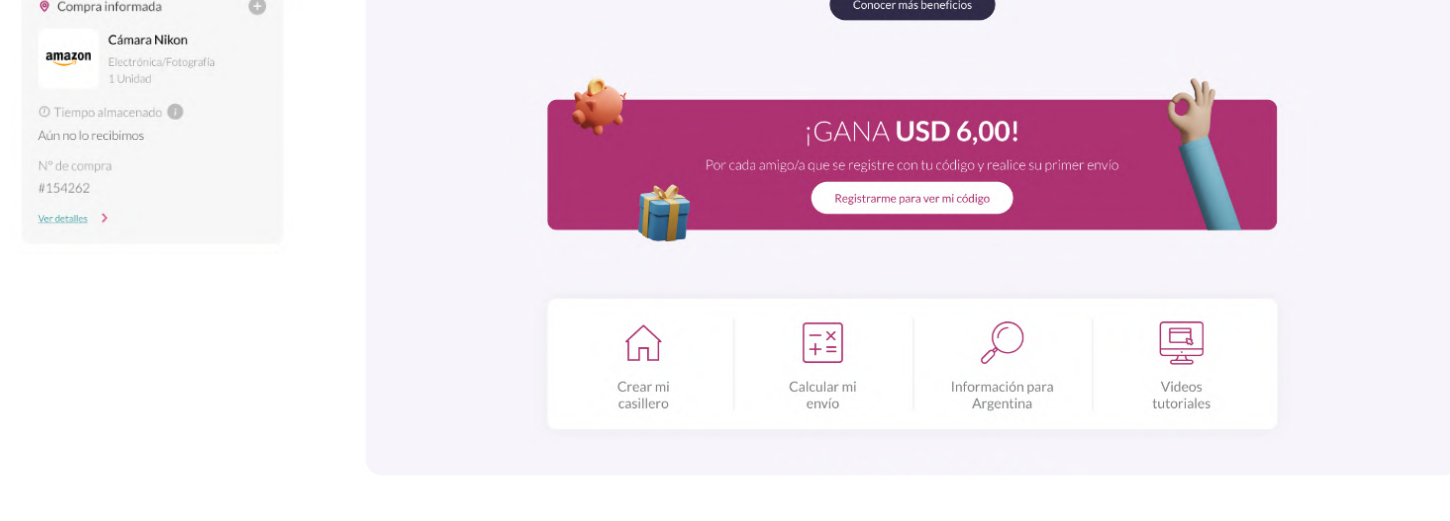 Compra informada
amazon
Cámara Nikon
Electrónica/Fotografía
1 Unidad
Tiempo almacenado
Aún no lo recibimos
N° de compra
#154262
Ver detalles
Conocer más beneficios
¡GANA USD 6,00!
Por cada amigo/a que se registre con tu código y realice su primer envío
Registrarme para ver mi código
Crear mi
casillero
Calcular mi
envío
Información para
Argentina
Videos
tutoriales